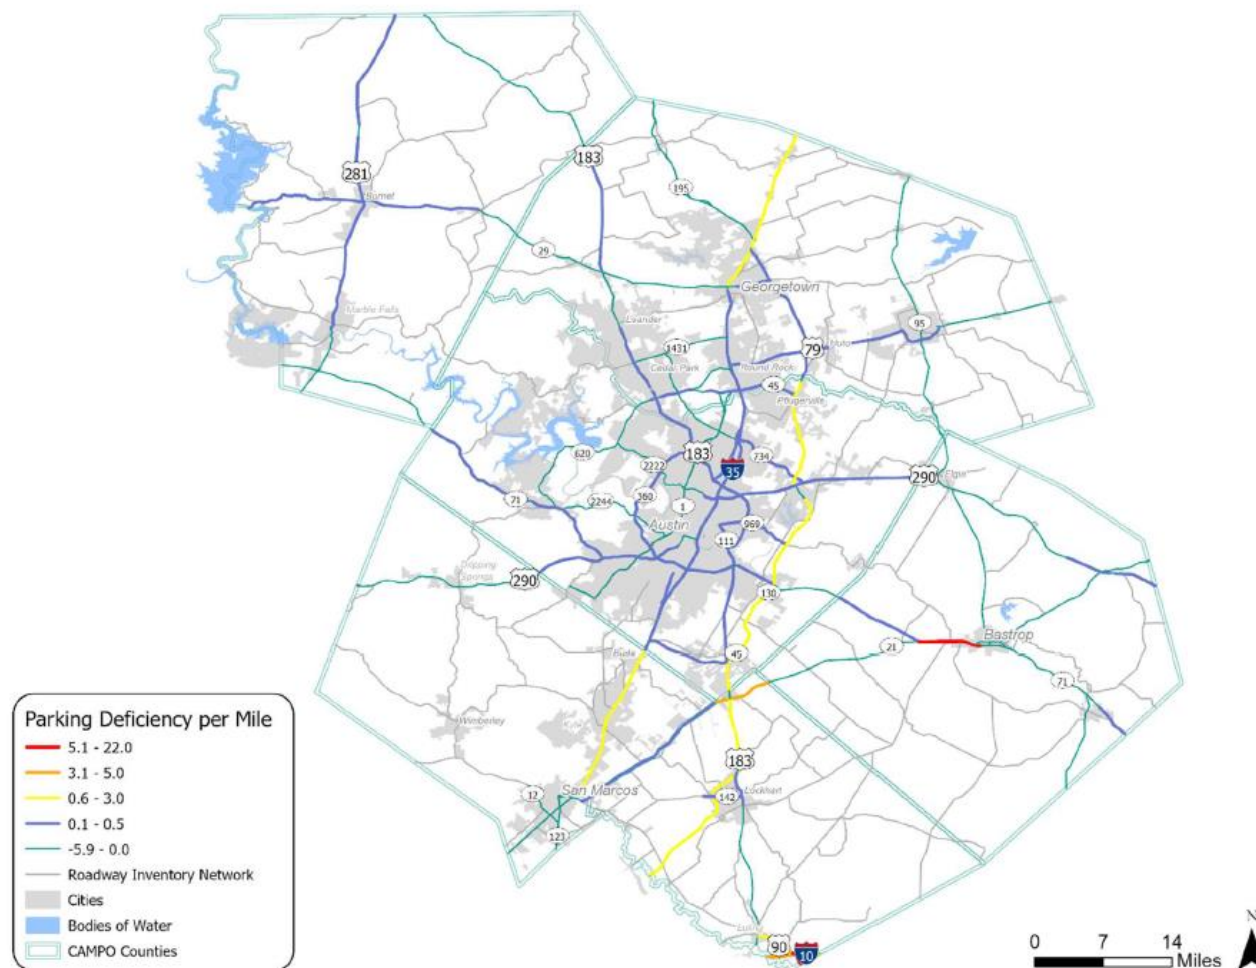 183
281
Burnet
195
29
Georgetown
Marble Falls
Leander
95
1431
79
Hutto
Cedar Park
Round Rock
45
Pflugerville
620
2222
183
734
35
290
Elgin
71
2244
360
1
969
Austin
111
Dripping
Springs
290
130
Bastrop
21
45
Buda
71
Wimberley
183
San Marcos
12
142
Lockhart
123
Luling
90
10
Parking Deficiency per Mile
5.1 - 22.0
3.1 - 5.0
0.6 - 3.0
0.1 - 0.5
-5.9 - 0.0
Roadway Inventory Network
Cities
Bodies of Water
CAMPO Counties
N
0 7 14
Miles